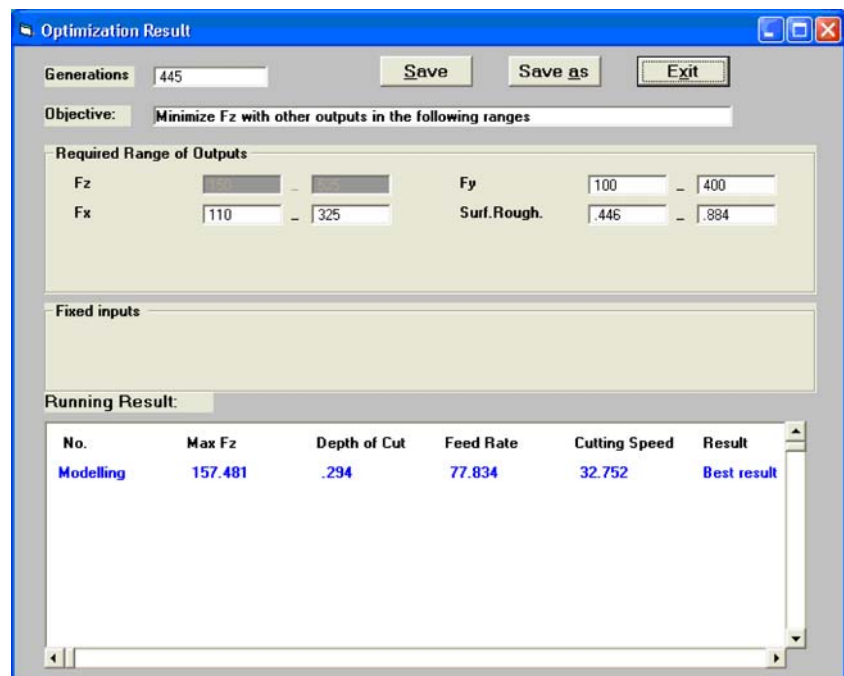 Optimization Result
Generations 445 Save Save as Exit
Objective: Minimize Fz with other outputs in the following ranges
Required Range of Outputs
Fz 150 - 525 Fy 100 - 400
Fx 110 - 325 Surf.Rough. .446 - .884
Fixed inputs
Running Result:
No. Max Fz Depth of Cut Feed Rate Cutting Speed Result
Modelling 157.481 .294 77.834 32.752 Best result